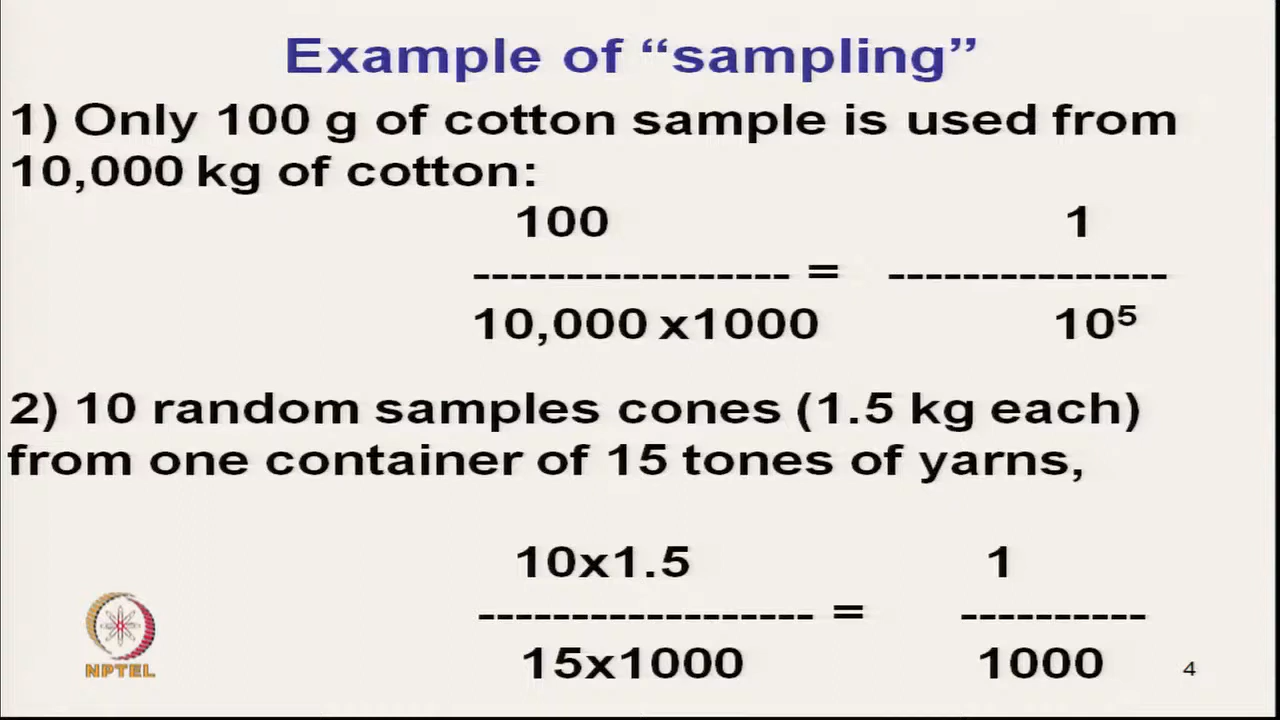 Example of “sampling”
1) Only 100 g of cotton sample is used from
10,000 kg of cotton:
100 1
----------------- = ---------------
10,000 x1000 10⁵
2) 10 random samples cones (1.5 kg each)
from one container of 15 tones of yarns,
10x1.5 1
------------------ = ----------
15x1000 1000
NPTEL
4